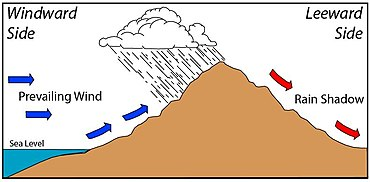 Windward
Side
Leeward
Side
Prevailing Wind
Rain Shadow
Sea Level